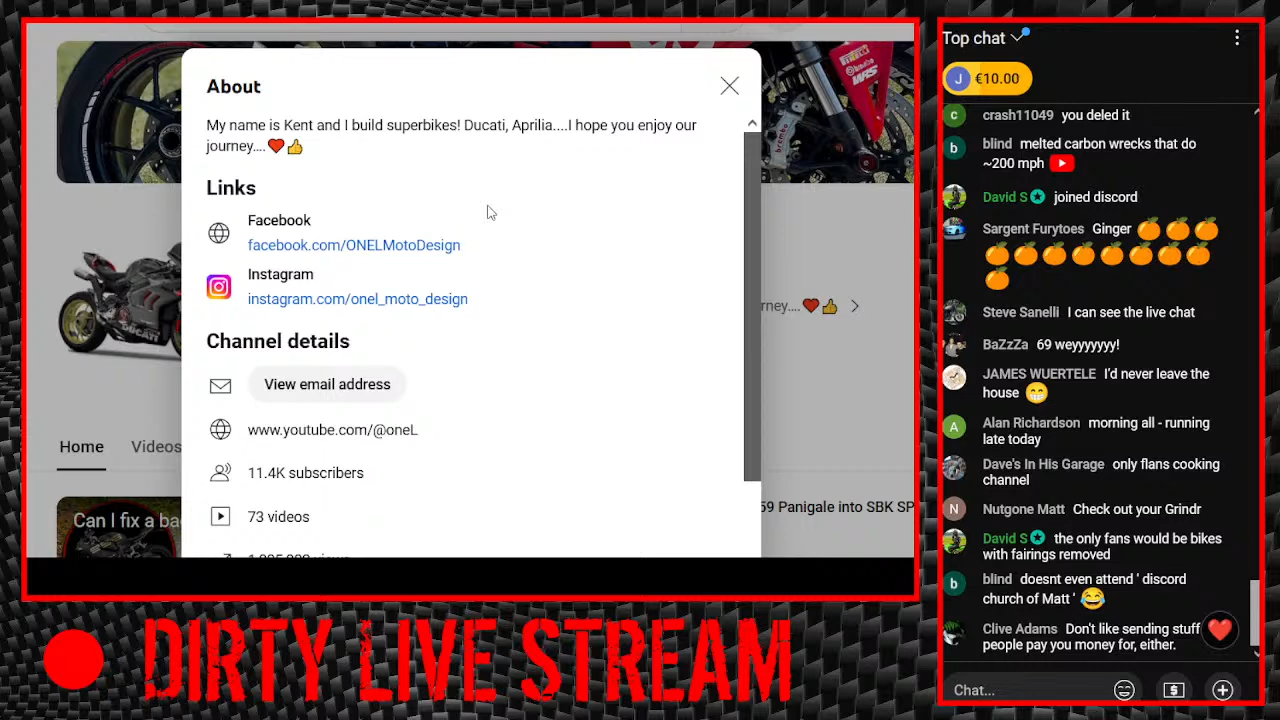 About
My name is Kent and I build superbikes! Ducati, Aprilia....I hope you enjoy our
journey....❤️👍
Links
Facebook
facebook.com/ONELMotoDesign
Instagram
instagram.com/onel_moto_design
Channel details
View email address
www.youtube.com/@oneL
11.4K subscribers
73 videos
rney....❤️👍
Home
Videos
59 Panigale into SBK SP
Can I fix a ba
DUCATI
PIRELLI
brembo
WRS
DIRTY LIVE STREAM
Top chat
J €10.00
crash11049 you deled it
blind melted carbon wrecks that do
~200 mph
David S joined discord
Sargent Furytoes Ginger 🍊🍊🍊
🍊🍊🍊🍊🍊🍊🍊🍊
🍊
Steve Sanelli I can see the live chat
BaZzZa 69 weyyyyyy!
JAMES WUERTELE I'd never leave the
house 😁
Alan Richardson morning all - running
late today
Dave's In His Garage only flans cooking
channel
Nutgone Matt Check out your Grindr
David S the only fans would be bikes
with fairings removed
blind doesnt even attend ' discord
church of Matt ' 😂
Clive Adams Don't like sending stuff
people pay you money for, either.
Chat...